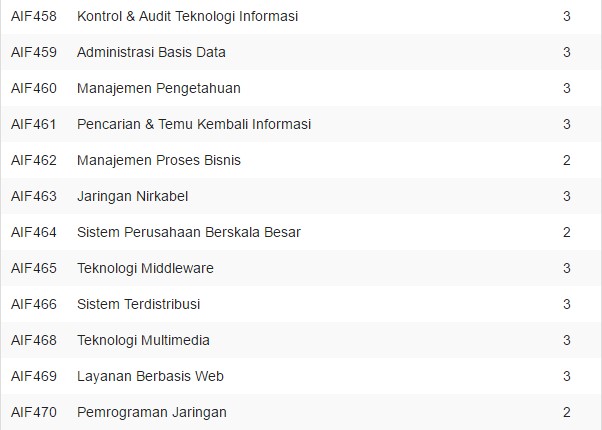 AIF458 Kontrol & Audit Teknologi Informasi 3
AIF459 Administrasi Basis Data 3
AIF460 Manajemen Pengetahuan 3
AIF461 Pencarian & Temu Kembali Informasi 3
AIF462 Manajemen Proses Bisnis 2
AIF463 Jaringan Nirkabel 3
AIF464 Sistem Perusahaan Berskala Besar 2
AIF465 Teknologi Middleware 3
AIF466 Sistem Terdistribusi 3
AIF468 Teknologi Multimedia 3
AIF469 Layanan Berbasis Web 3
AIF470 Pemrograman Jaringan 2